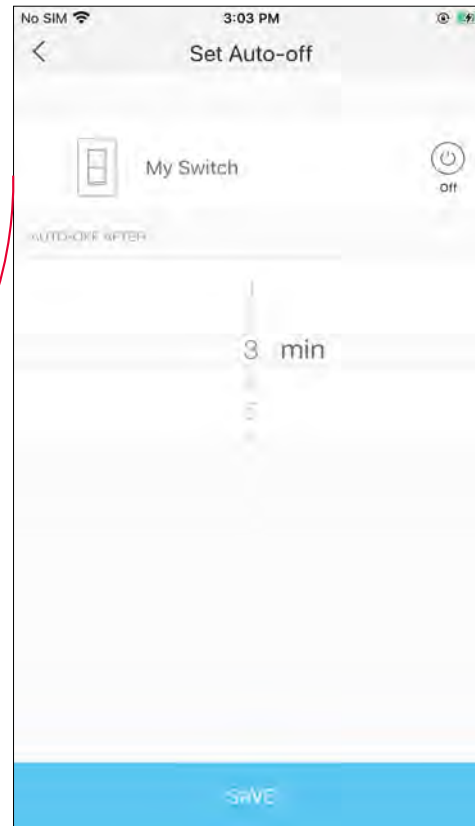 No SIM 3:03 PM
Set Auto-off
My Switch
Off
AUTO-OFF AFTER
1
3 min
5
SAVE